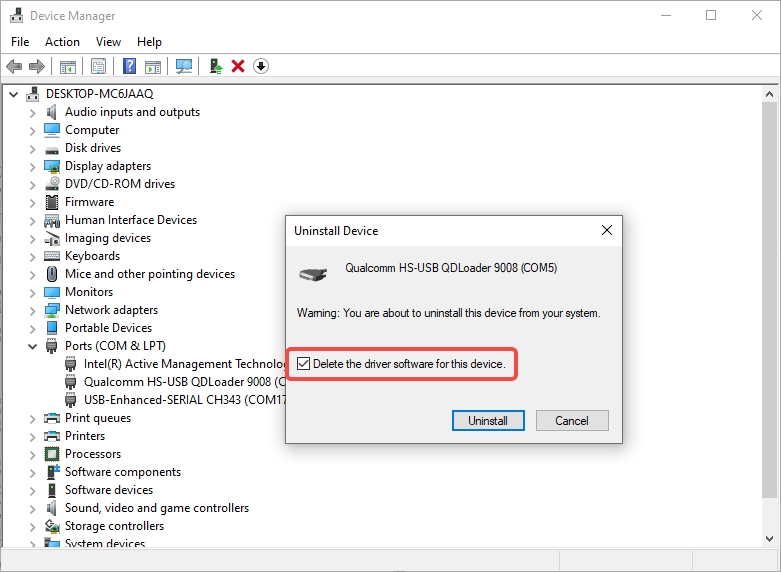 Device Manager
File Action View Help
DESKTOP-MC6JAAQ
Audio inputs and outputs
Computer
Disk drives
Display adapters
DVD/CD-ROM drives
Firmware
Human Interface Devices
Imaging devices
Keyboards
Mice and other pointing devices
Monitors
Network adapters
Portable Devices
Ports (COM & LPT)
Intel(R) Active Management Technolo
Qualcomm HS-USB QDLoader 9008 (C
USB-Enhanced-SERIAL CH343 (COM17
Print queues
Printers
Processors
Software components
Software devices
Sound, video and game controllers
Storage controllers
System devices
Uninstall Device
Qualcomm HS-USB QDLoader 9008 (COM5)
Warning: You are about to uninstall this device from your system.
Delete the driver software for this device.
Uninstall Cancel